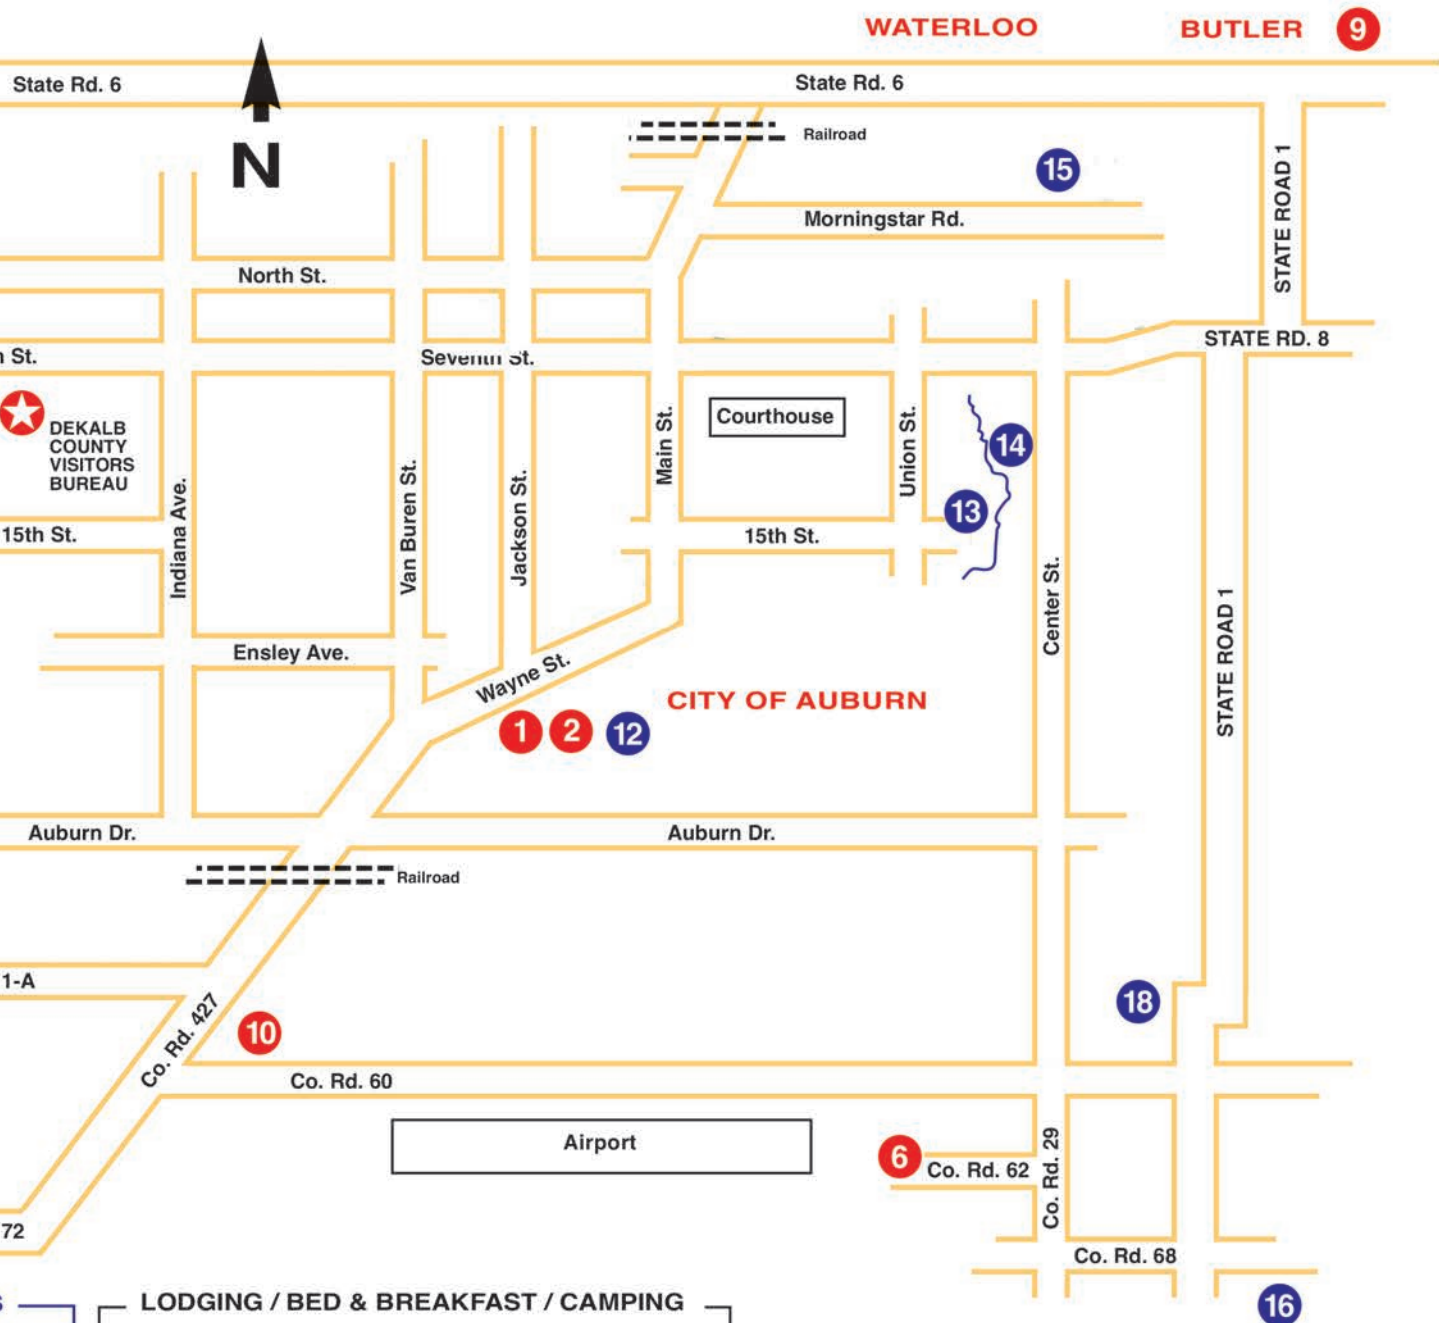 WATERLOO
BUTLER
9
State Rd. 6
State Rd. 6
N
Railroad
15
STATE ROAD 1
Morningstar Rd.
North St.
STATE RD. 8
St.
Seventh St.
DEKALB
COUNTY
VISITORS
BUREAU
Courthouse
Main St.
Union St.
14
13
15th St.
15th St.
Indiana Ave.
Van Buren St.
Jackson St.
Center St.
STATE ROAD 1
Ensley Ave.
Wayne St.
CITY OF AUBURN
1
2
12
Auburn Dr.
Auburn Dr.
Railroad
1-A
18
Co. Rd. 427
10
Co. Rd. 60
Airport
6
Co. Rd. 62
Co. Rd. 29
72
Co. Rd. 68
LODGING / BED & BREAKFAST / CAMPING
16